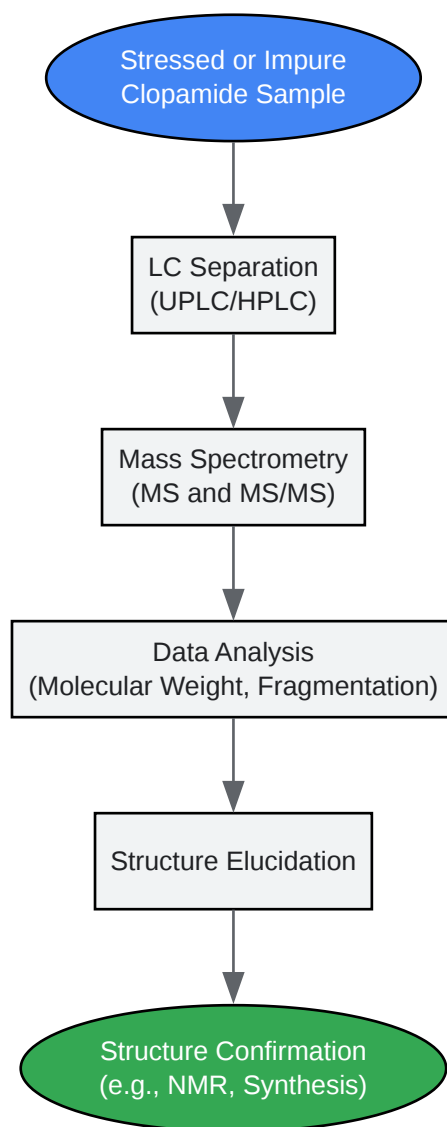 Stressed or Impure
Clopamide Sample
LC Separation
(UPLC/HPLC)
Mass Spectrometry
(MS and MS/MS)
Data Analysis
(Molecular Weight, Fragmentation)
Structure Elucidation
Structure Confirmation
(e.g., NMR, Synthesis)